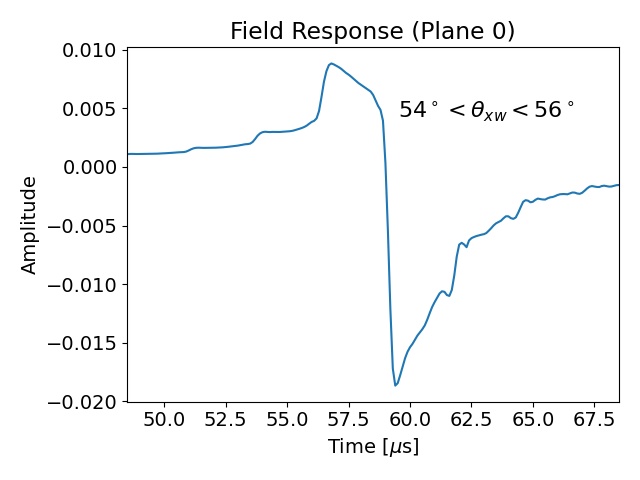 Field Response (Plane 0)
0.010
0.005
0.000
−0.005
−0.010
−0.015
−0.020
Amplitude
54° < θxw < 56°
50.0 52.5 55.0 57.5 60.0 62.5 65.0 67.5
Time [μs]